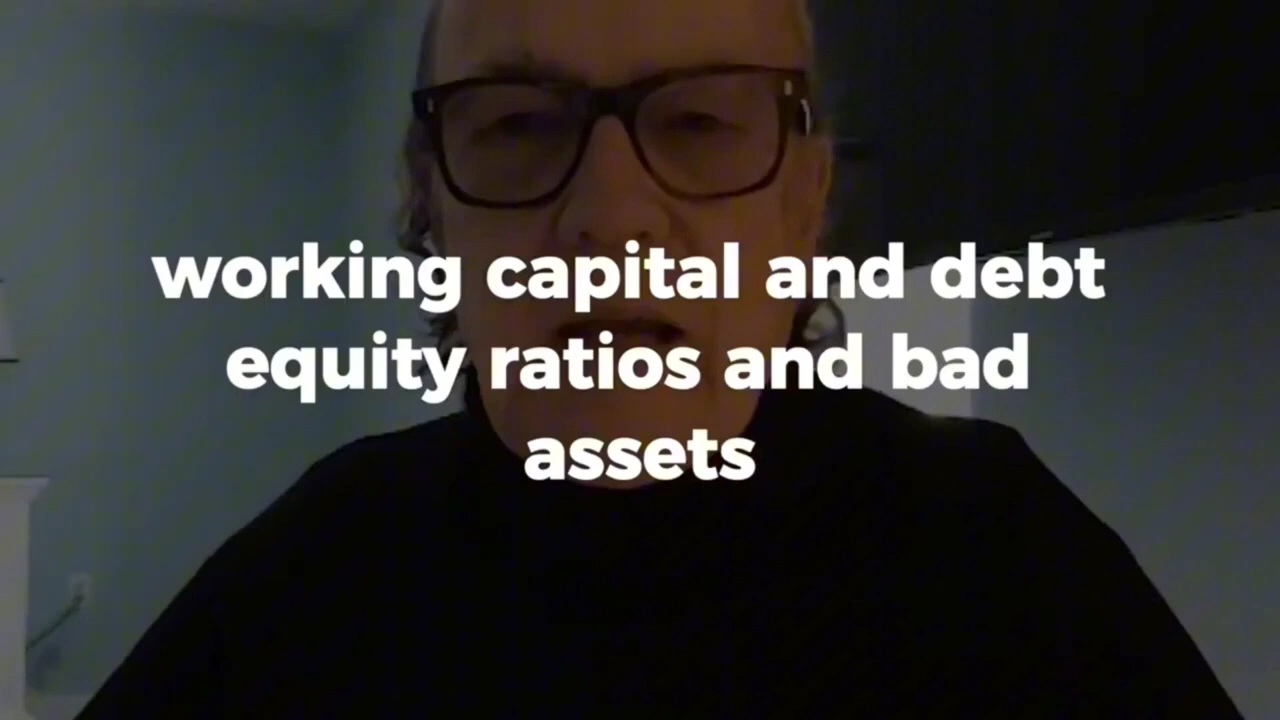 working capital and debt
equity ratios and bad
assets